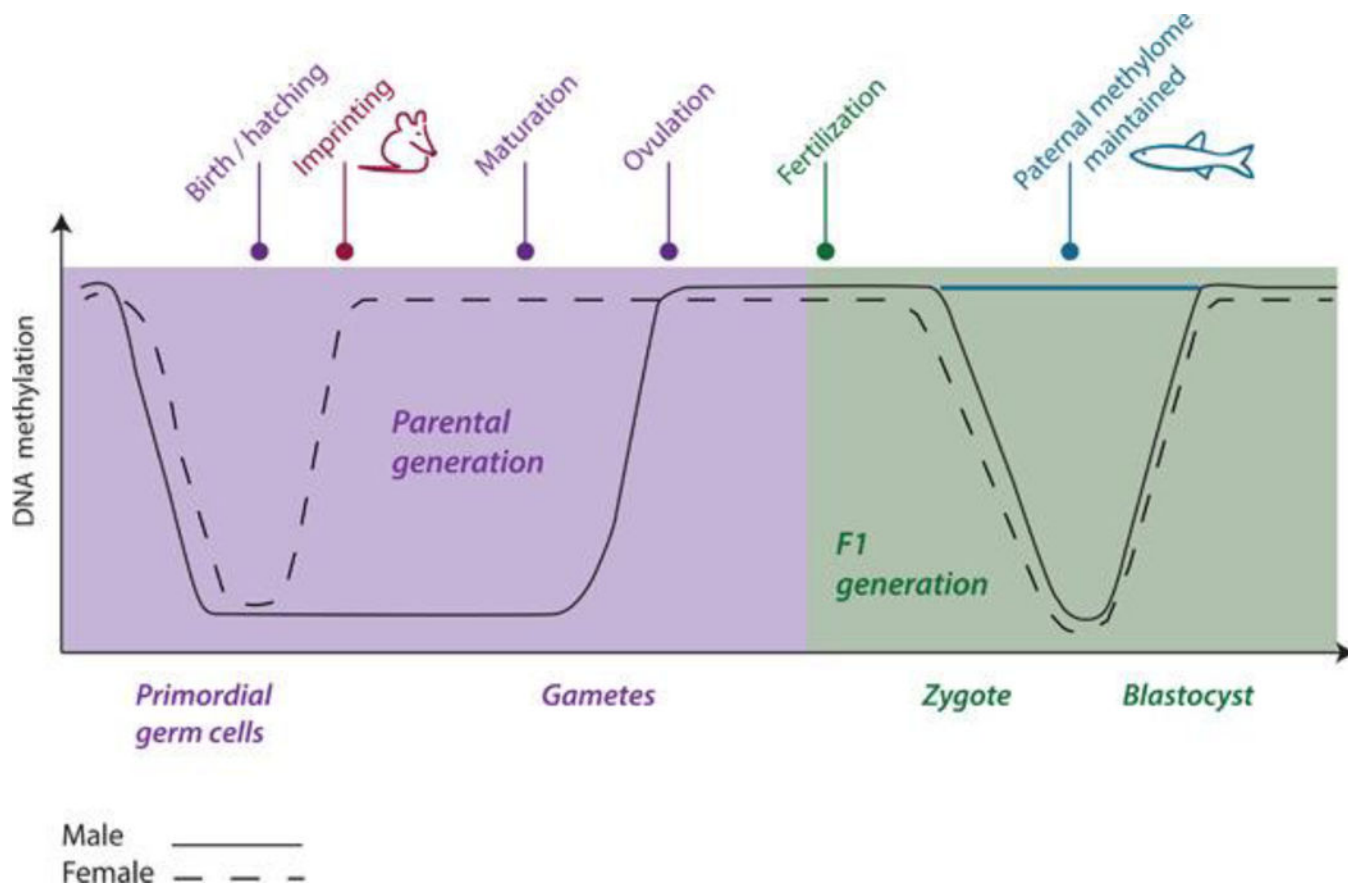 Birth / hatching
Imprinting
Maturation
Ovulation
Fertilization
Paternal methylome
maintained
DNA methylation
Parental
generation
F1
generation
Primordial
germ cells
Gametes
Zygote
Blastocyst
Male
Female